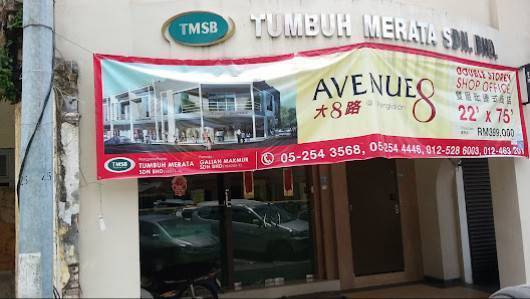 TMSB
TUMBUH MERATA SDN. BHD.
AVENUE 8
大8路 @ Pengkalan
DOUBLE STOREY
SHOP OFFICE
22' x 75'
RM399,000
TMSB
TUMBUH MERATA
SDN BHD
GALIAN MAKMUR
SDN BHD
05-254 3568, 05-254 4446, 012-528 6003, 012-463